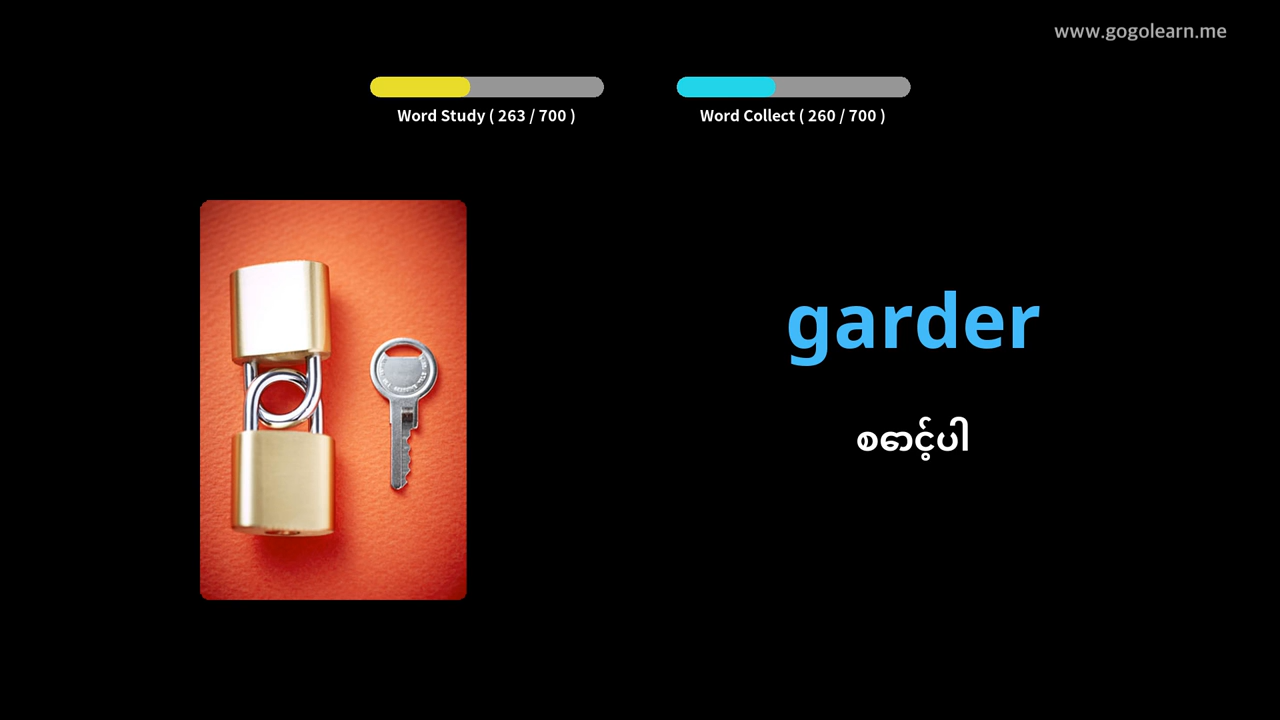 www.gogolearn.me
Word Study ( 263 / 700 )
Word Collect ( 260 / 700 )
garder
စောင့်ပါ